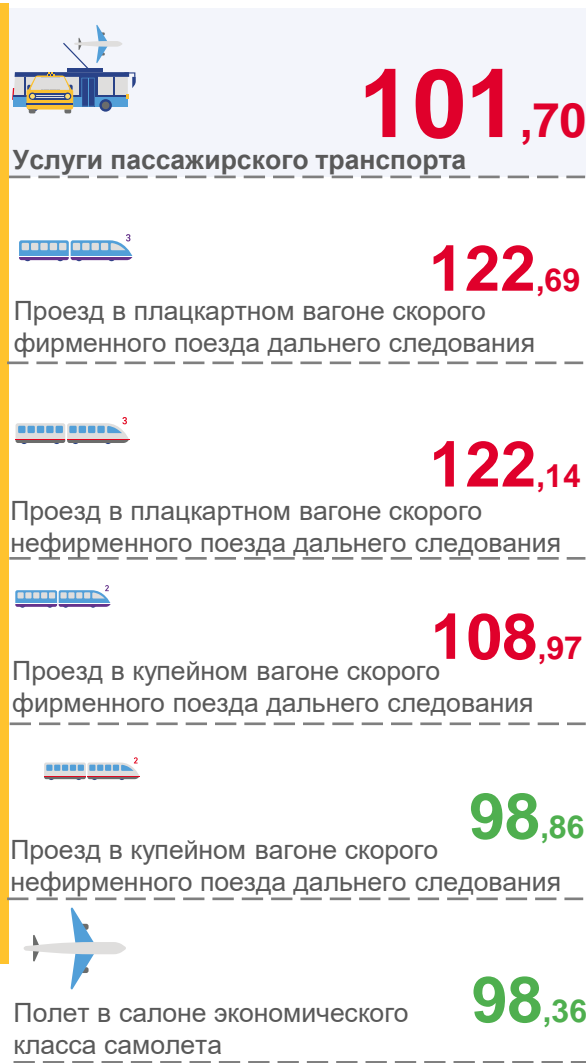 101,70
Услуги пассажирского транспорта
3
122,69
Проезд в плацкартном вагоне скорого
фирменного поезда дальнего следования
3
122,14
Проезд в плацкартном вагоне скорого
нефирменного поезда дальнего следования
2
108,97
Проезд в купейном вагоне скорого
фирменного поезда дальнего следования
2
98,86
Проезд в купейном вагоне скорого
нефирменного поезда дальнего следования
98,36
Полет в салоне экономического
класса самолета